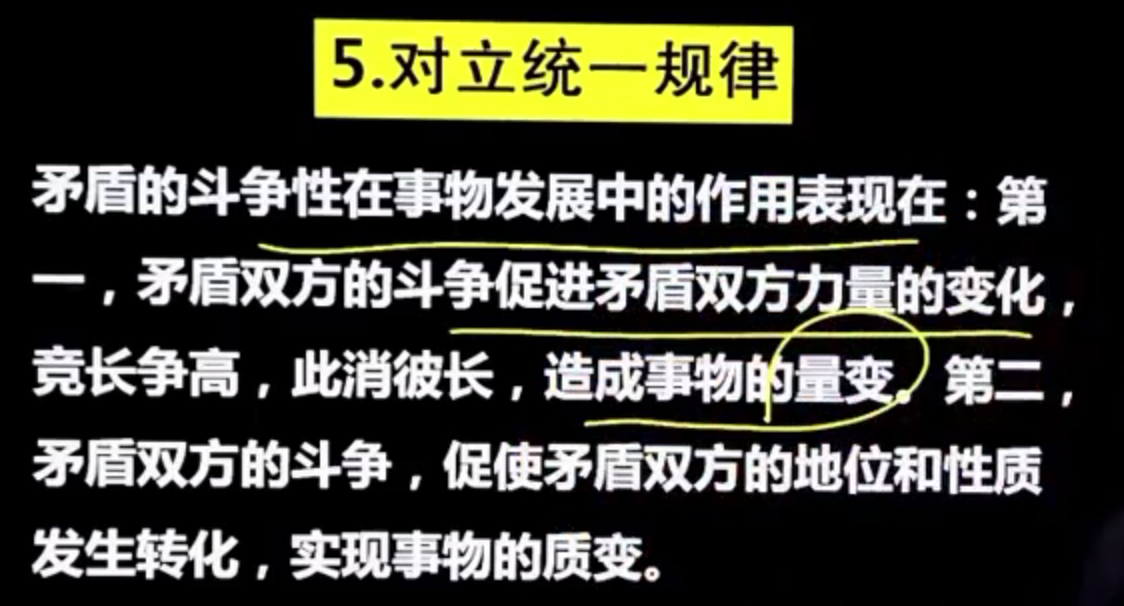 5.对立统一规律
矛盾的斗争性在事物发展中的作用表现在：第
一，矛盾双方的斗争促进矛盾双方力量的变化，
竞长争高，此消彼长，造成事物的量变。第二，
矛盾双方的斗争，促使矛盾双方的地位和性质
发生转化，实现事物的质变。